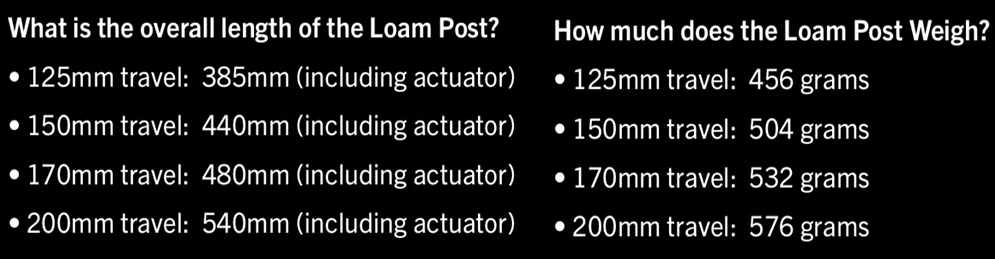 What is the overall length of the Loam Post?
• 125mm travel: 385mm (including actuator)
• 150mm travel: 440mm (including actuator)
• 170mm travel: 480mm (including actuator)
• 200mm travel: 540mm (including actuator)
How much does the Loam Post Weigh?
• 125mm travel: 456 grams
• 150mm travel: 504 grams
• 170mm travel: 532 grams
• 200mm travel: 576 grams